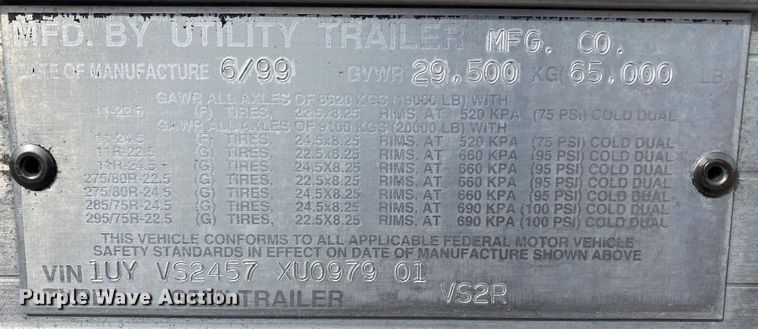 MFD. BY UTILITY TRAILER MFG. CO.
DATE OF MANUFACTURE 6/99 GVWR 29,500 KG( 65,000 LB)
GAWR ALL AXLES OF 8620 KGS (19000 LB) WITH
11-22.5 (F) TIRES, 22.5x8.25 RIMS, AT 520 KPA (75 PSI) COLD DUAL
GAWR ALL AXLES OF 9100 KGS (20000 LB) WITH
11-24.5 (F) TIRES, 24.5x8.25 RIMS, AT 520 KPA (75 PSI) COLD DUAL
11R-22.5 (G) TIRES, 22.5x8.25 RIMS, AT 660 KPA (95 PSI) COLD DUAL
11R-24.5 (G) TIRES, 24.5x8.25 RIMS, AT 660 KPA (95 PSI) COLD DUAL
275/80R-22.5 (G) TIRES, 22.5x8.25 RIMS, AT 660 KPA (95 PSI) COLD DUAL
275/80R-24.5 (G) TIRES, 24.5x8.25 RIMS, AT 660 KPA (95 PSI) COLD DUAL
285/75R-24.5 (G) TIRES, 24.5x8.25 RIMS, AT 690 KPA (100 PSI) COLD DUAL
295/75R-22.5 (G) TIRES, 22.5x8.25 RIMS, AT 690 KPA (100 PSI) COLD DUAL
THIS VEHICLE CONFORMS TO ALL APPLICABLE FEDERAL MOTOR VEHICLE
SAFETY STANDARDS IN EFFECT ON DATE OF MANUFACTURE SHOWN ABOVE
VIN 1UY VS2457 XU0979 01
TRAILER VS2R
Purple Wave Auction